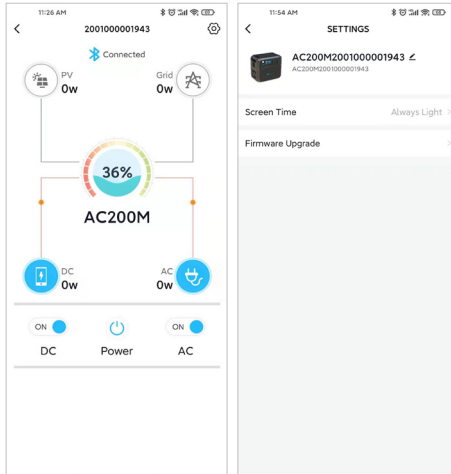 11:26 AM
2001000001943
Connected
PV
0w
Grid
0w
36%
AC200M
DC
0w
AC
0w
ON
ON
DC
Power
AC
11:54 AM
SETTINGS
AC200M2001000001943
AC200M2001000001943
Screen Time
Always Light
Firmware Upgrade